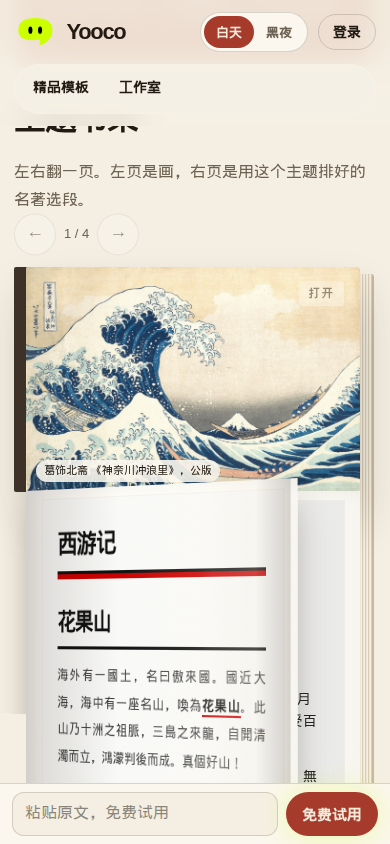 Yooco
白天
黑夜
登录
精品模板
工作室
左右翻一页。左页是画，右页是用这个主题排好的
名著选段。
← 1 / 4 →
打开
葛饰北斋《神奈川冲浪里》，公版
西游记
花果山
海外有一國土，名曰傲來國。國近大
海，海中有一座名山，喚為花果山。此
山乃十洲之祖脈，三島之來龍，自開清
濁而立，鴻濛判後而成。真個好山！
月
百
無
粘贴原文，免费试用
免费试用